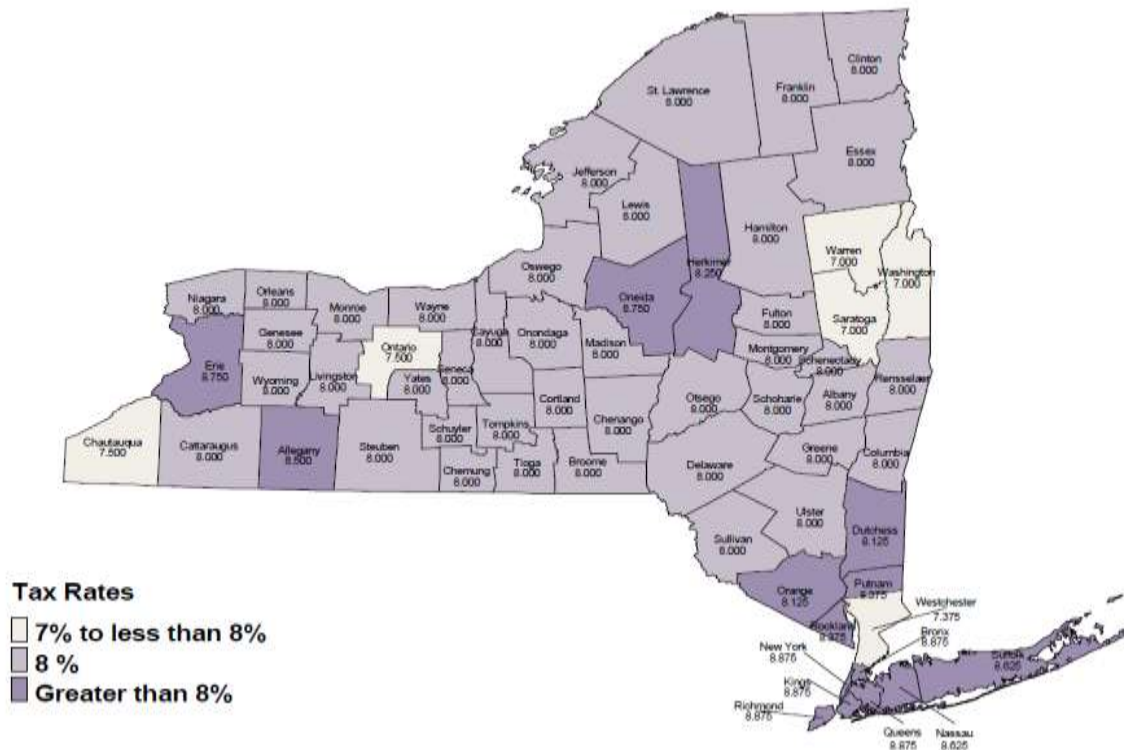 Clinton
8.000
Franklin
8.000
St. Lawrence
8.000
Essex
8.000
Jefferson
8.000
Lewis
8.000
Hamilton
8.000
Herkimer
8.250
Warren
7.000
Washington
7.000
Oswego
8.000
Oneida
8.750
Niagara
8.000
Orleans
8.000
Monroe
8.000
Wayne
8.000
Cayuga
8.000
Onondaga
8.000
Madison
8.000
Fulton
8.000
Saratoga
7.000
Genesee
8.000
Ontario
7.500
Seneca
8.000
Montgomery
8.000
Schenectady
8.000
Rensselaer
8.000
Erie
8.750
Wyoming
8.000
Livingston
8.000
Yates
8.000
Cortland
8.000
Chenango
8.000
Otsego
8.000
Schoharie
8.000
Albany
8.000
Chautauqua
7.500
Cattaraugus
8.000
Allegany
8.500
Steuben
8.000
Schuyler
8.000
Tompkins
8.000
Chemung
8.000
Tioga
8.000
Broome
8.000
Delaware
8.000
Greene
8.000
Columbia
8.000
Ulster
8.000
Sullivan
8.000
Dutchess
8.125
Orange
8.125
Putnam
8.375
Rockland
8.375
Westchester
7.375
Bronx
8.875
New York
8.875
Kings
8.875
Richmond
8.875
Queens
8.875
Nassau
8.625
Suffolk
8.625
Tax Rates
7% to less than 8%
8 %
Greater than 8%